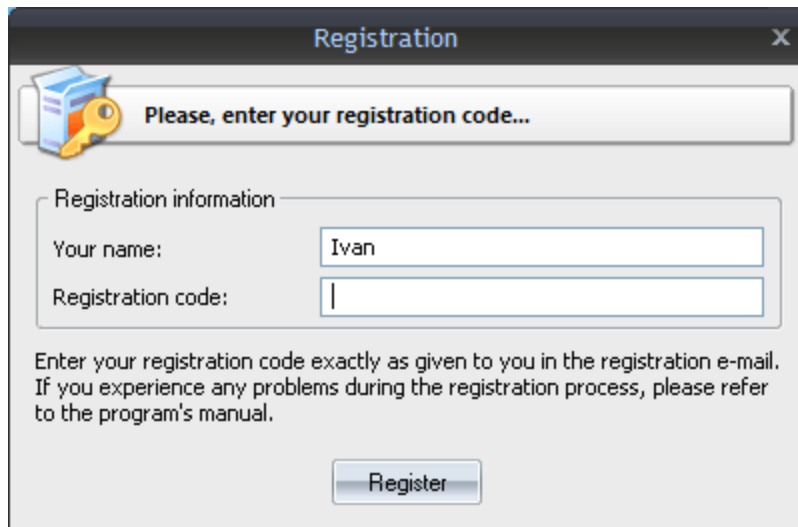 Registration
Please, enter your registration code...
Registration information
Your name:
Ivan
Registration code:
Enter your registration code exactly as given to you in the registration e-mail.
If you experience any problems during the registration process, please refer
to the program's manual.
Register